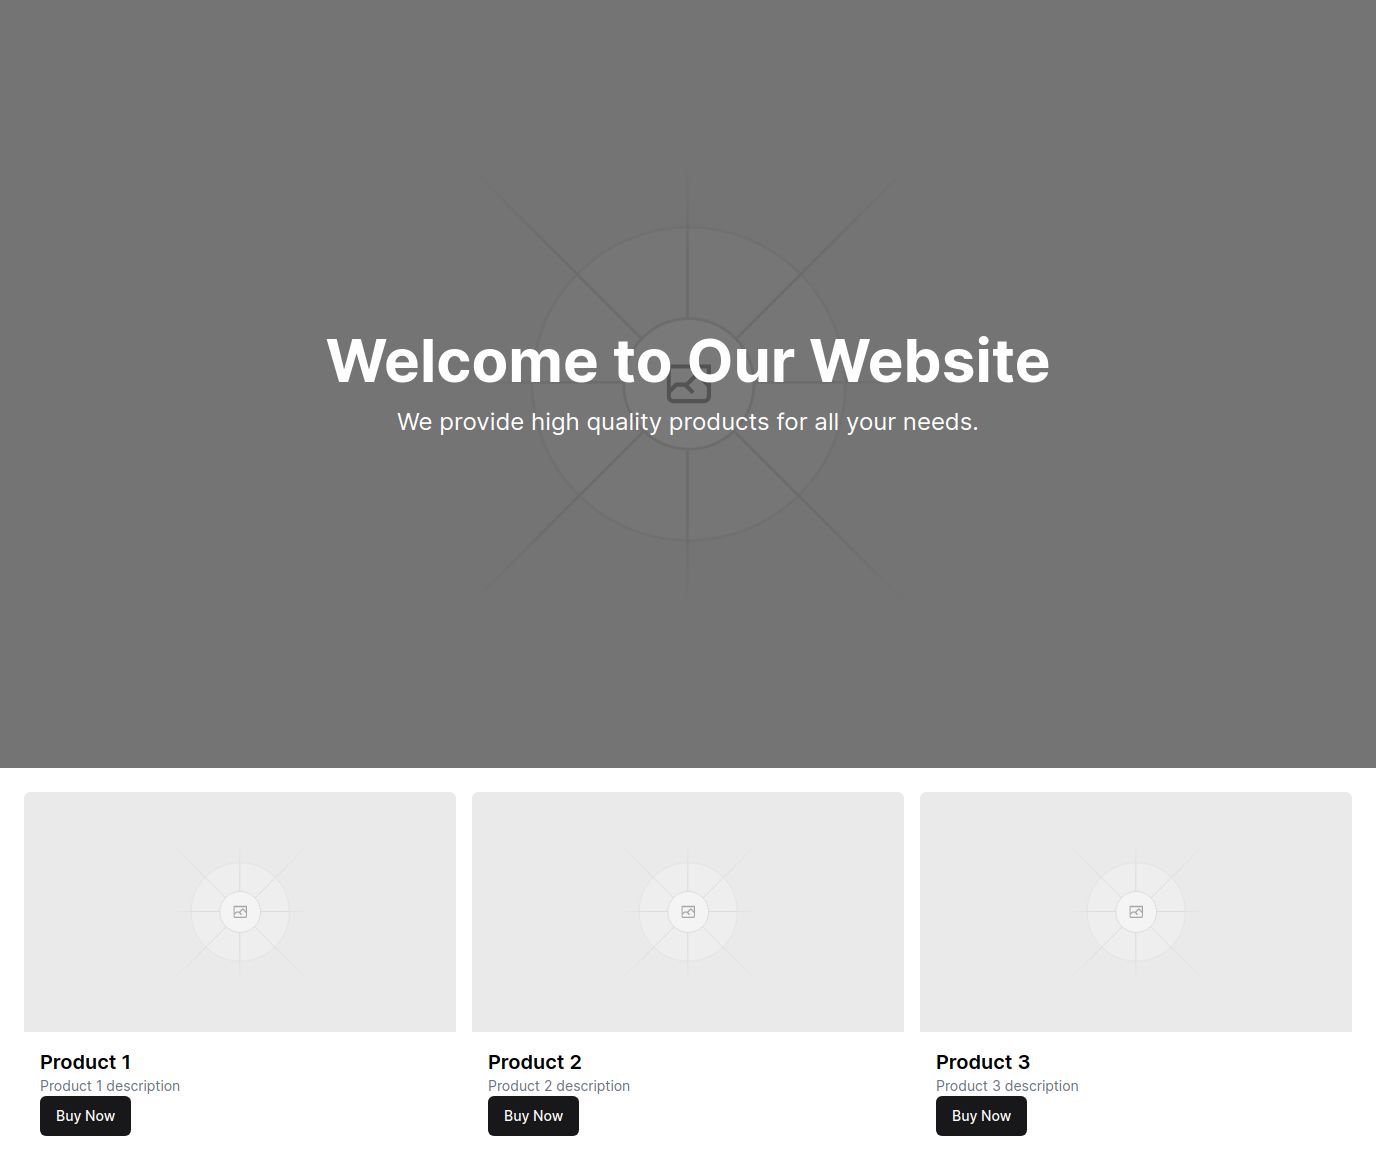 Welcome to Our Website
We provide high quality products for all your needs.
Product 1
Product 1 description
Buy Now
Product 2
Product 2 description
Buy Now
Product 3
Product 3 description
Buy Now